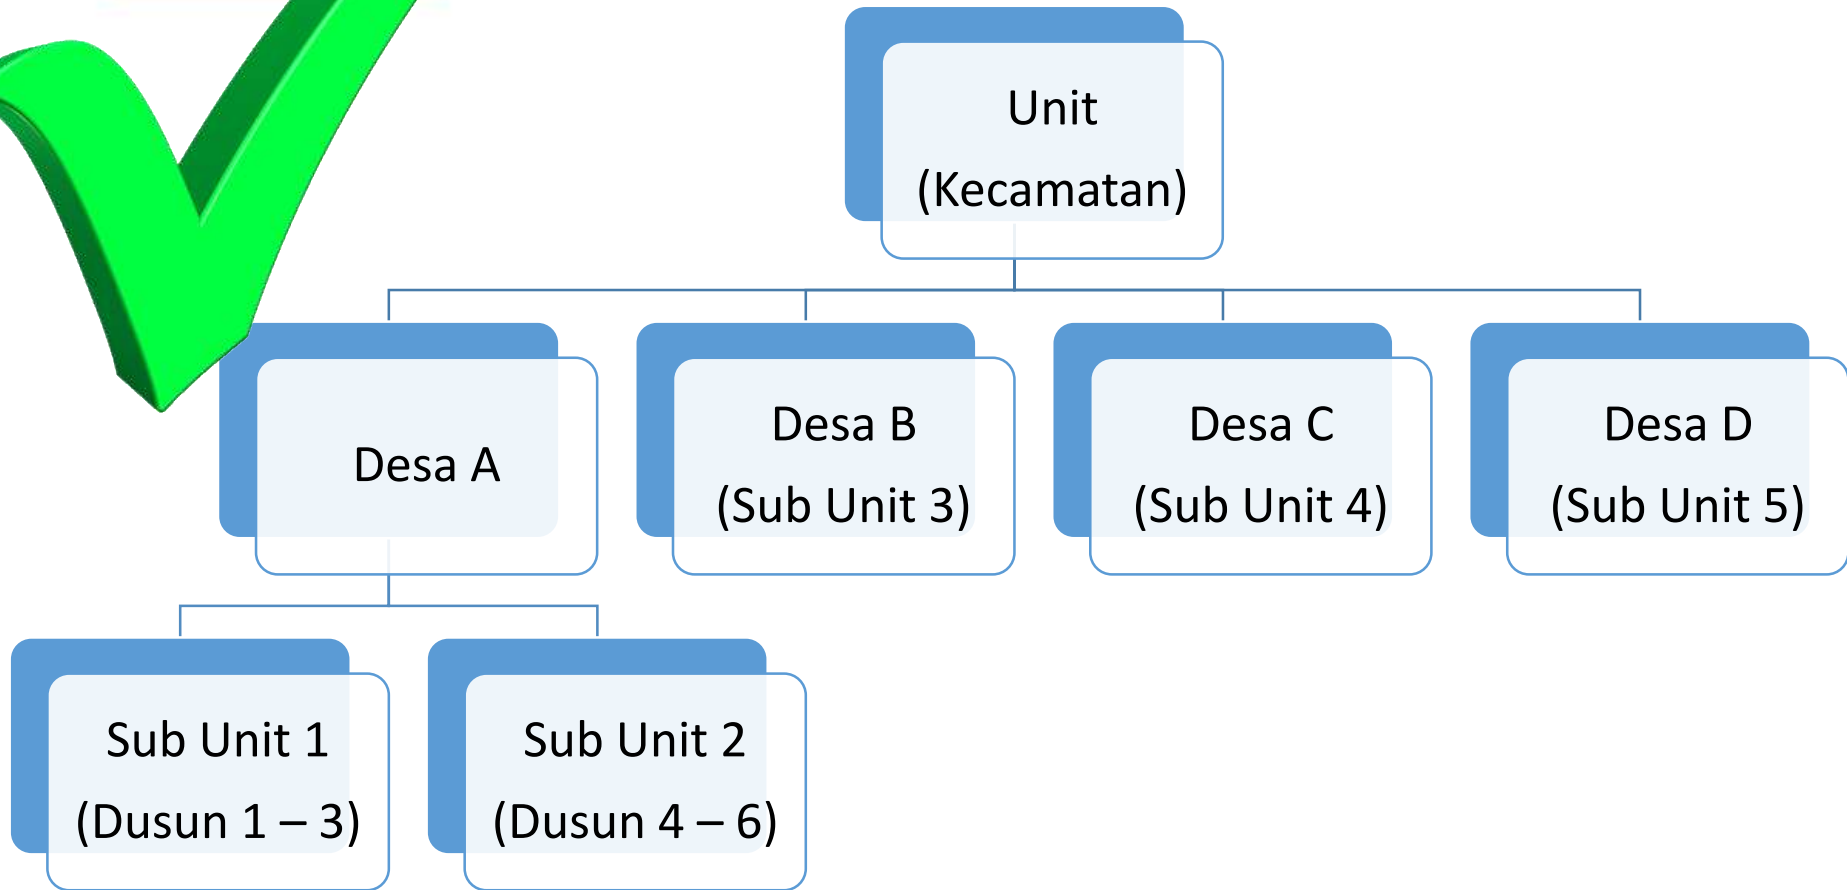 Unit
(Kecamatan)
Desa A
Desa B
(Sub Unit 3)
Desa C
(Sub Unit 4)
Desa D
(Sub Unit 5)
Sub Unit 1
(Dusun 1 – 3)
Sub Unit 2
(Dusun 4 – 6)